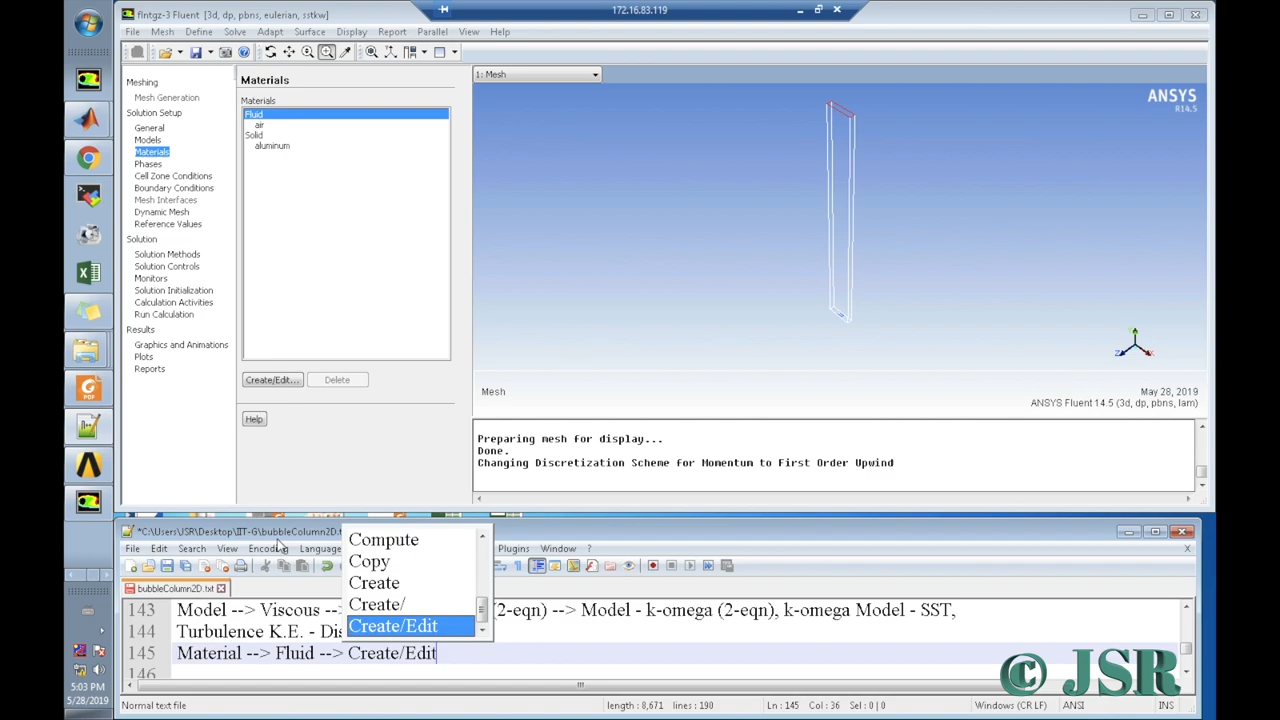 172.16.83.119
flntgz-3 Fluent [3d, dp, pbns, eulerian, sstkw]
File Mesh Define Solve Adapt Surface Display Report Parallel View Help
Meshing
Mesh Generation
Solution Setup
General
Models
Materials
Phases
Cell Zone Conditions
Boundary Conditions
Mesh Interfaces
Dynamic Mesh
Reference Values
Solution
Solution Methods
Solution Controls
Monitors
Solution Initialization
Calculation Activities
Run Calculation
Results
Graphics and Animations
Plots
Reports
Materials
Materials
Fluid
air
Solid
aluminum
Create/Edit... Delete
Help
1: Mesh
ANSYS
R14.5
Mesh
May 28, 2019
ANSYS Fluent 14.5 (3d, dp, pbns, lam)
Preparing mesh for display...
Done.
Changing Discretization Scheme for Momentum to First Order Upwind
*C:\Users\JSR\Desktop\IIT-G\bubbleColumn2D.t
File Edit Search View Encoding Language Plugins Window ?
bubbleColumn2D.txt
Compute
Copy
Create
Create/
Create/Edit
143 Model --> Viscous --> (2-eqn) --> Model - k-omega (2-eqn), k-omega Model - SST,
144 Turbulence K.E. - Dis
145 Material --> Fluid --> Create/Edit
146
Normal text file length : 8,671 lines : 190 Ln : 145 Col : 36 Sel : 0 | 0 Windows (CR LF) ANSI INS
5:03 PM
5/28/2019
PDF
© JSR